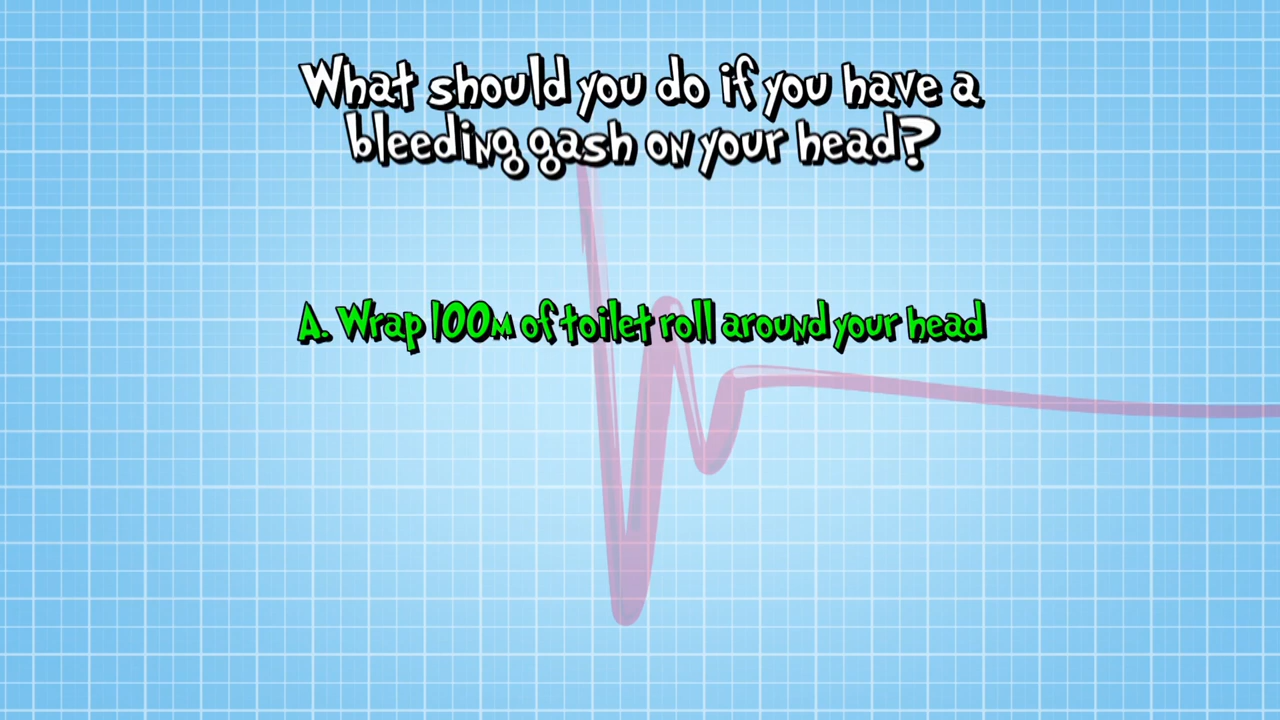 What should you do if you have a
bleeding gash on your head?
A. Wrap 100m of toilet roll around your head